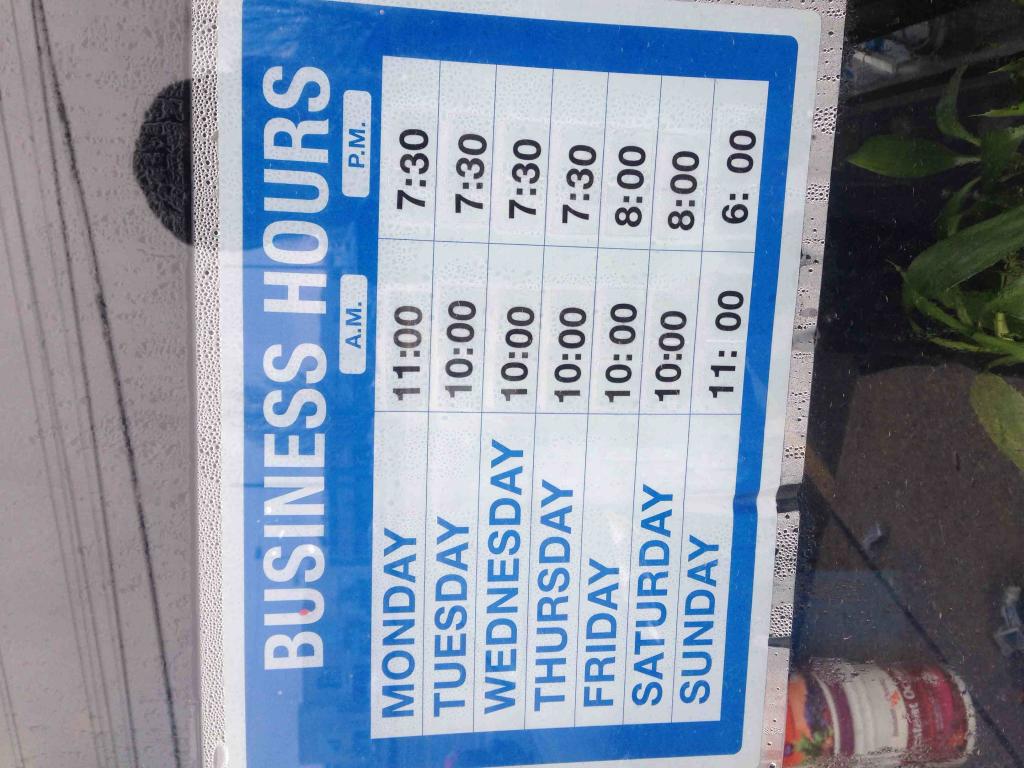 BUSINESS HOURS
A.M. P.M.
MONDAY 11:00 7:30
TUESDAY 10:00 7:30
WEDNESDAY 10:00 7:30
THURSDAY 10:00 7:30
FRIDAY 10:00 8:00
SATURDAY 10:00 8:00
SUNDAY 11:00 6:00